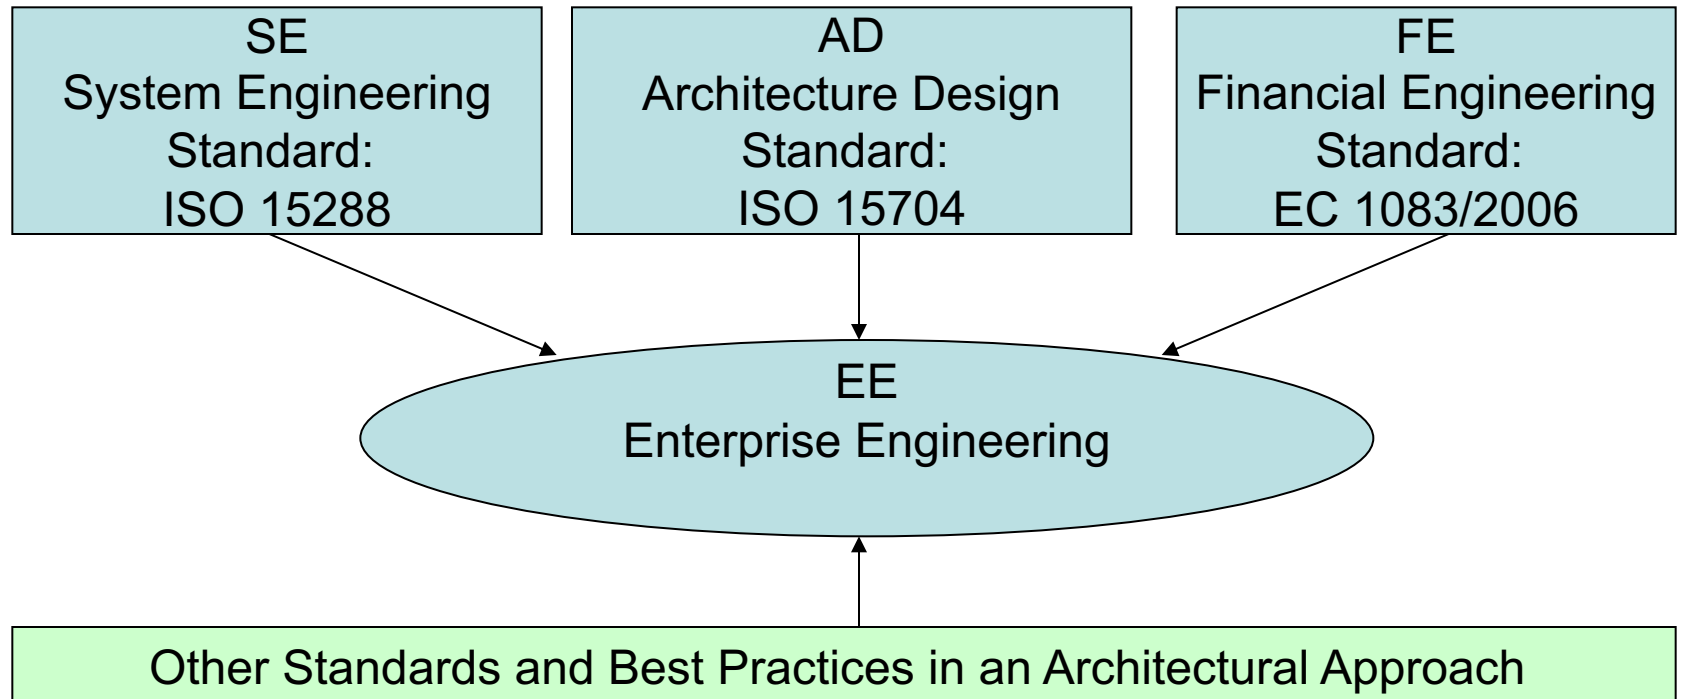 SE
System Engineering
Standard:
ISO 15288
AD
Architecture Design
Standard:
ISO 15704
FE
Financial Engineering
Standard:
EC 1083/2006
EE
Enterprise Engineering
Other Standards and Best Practices in an Architectural Approach